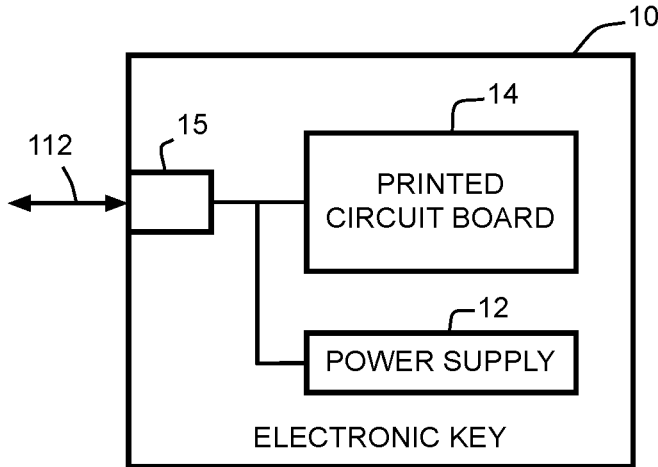 10
14
15
112
PRINTED
CIRCUIT BOARD
12
POWER SUPPLY
ELECTRONIC KEY